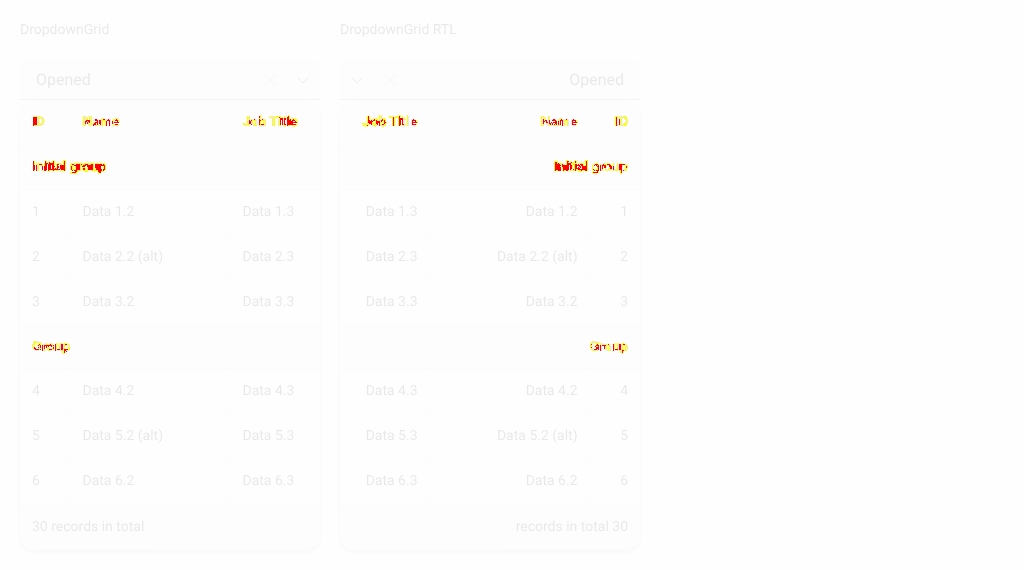 DropdownGrid
Opened
ID Name Job Title
Initial group
1 Data 1.2 Data 1.3
2 Data 2.2 (alt) Data 2.3
3 Data 3.2 Data 3.3
Group
4 Data 4.2 Data 4.3
5 Data 5.2 (alt) Data 5.3
6 Data 6.2 Data 6.3
30 records in total
DropdownGrid RTL
Opened
Job Title Name ID
Initial group
Data 1.3 Data 1.2 1
Data 2.3 Data 2.2 (alt) 2
Data 3.3 Data 3.2 3
Group
Data 4.3 Data 4.2 4
Data 5.3 Data 5.2 (alt) 5
Data 6.3 Data 6.2 6
records in total 30